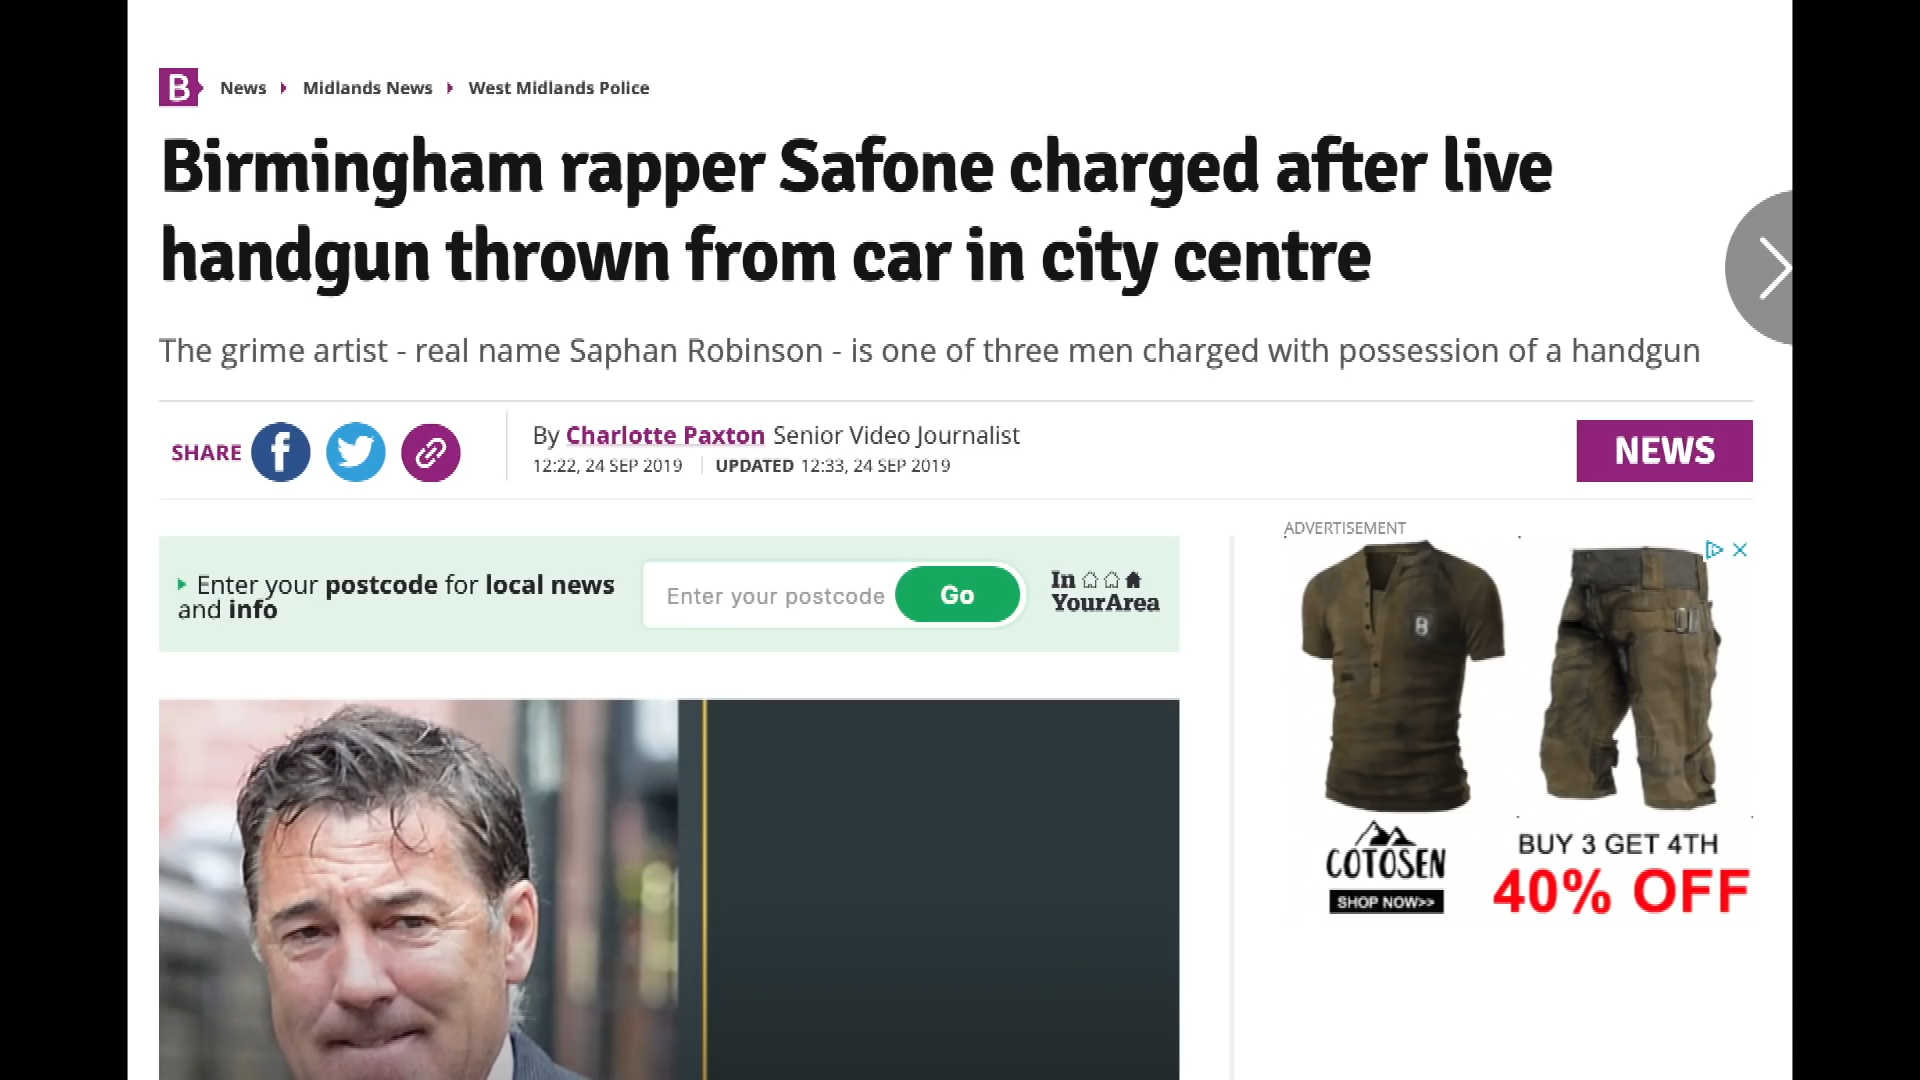 B News Midlands News West Midlands Police
Birmingham rapper Safone charged after live
handgun thrown from car in city centre
The grime artist - real name Saphan Robinson - is one of three men charged with possession of a handgun
SHARE
By Charlotte Paxton Senior Video Journalist
12:22, 24 SEP 2019 UPDATED 12:33, 24 SEP 2019
NEWS
Enter your postcode for local news
and info
Enter your postcode Go
In
YourArea
ADVERTISEMENT
B
COTOSEN
SHOP NOW>>
BUY 3 GET 4TH
40% OFF